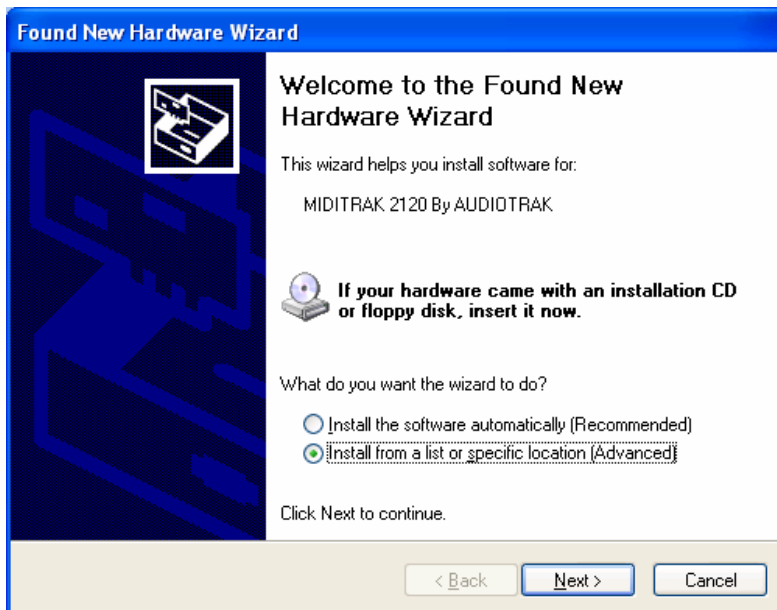 Found New Hardware Wizard
Welcome to the Found New
Hardware Wizard
This wizard helps you install software for:
MIDITRAK 2120 By AUDIOTRAK
If your hardware came with an installation CD
or floppy disk, insert it now.
What do you want the wizard to do?
Install the software automatically (Recommended)
Install from a list or specific location (Advanced)
Click Next to continue.
< Back
Next >
Cancel